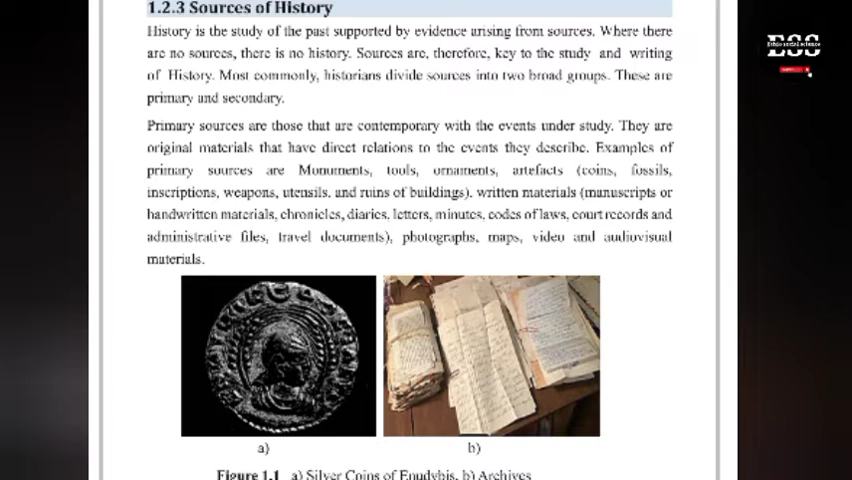 1.2.3 Sources of History
History is the study of the past supported by evidence arising from sources. Where there
are no sources, there is no history. Sources are, therefore, key to the study and writing
of History. Most commonly, historians divide sources into two broad groups. These are
primary and secondary.
Primary sources are those that are contemporary with the events under study. They are
original materials that have direct relations to the events they describe. Examples of
primary sources are Monuments, tools, ornaments, artefacts (coins, fossils,
inscriptions, weapons, utensils, and ruins of buildings), written materials (manuscripts or
handwritten materials, chronicles, diaries, letters, minutes, codes of laws, court records and
administrative files, travel documents), photographs, maps, video and audiovisual
materials.
a) b)
Figure 1.1 a) Silver Coins of Enudybis, b) Archives
ESS
Ethio social science